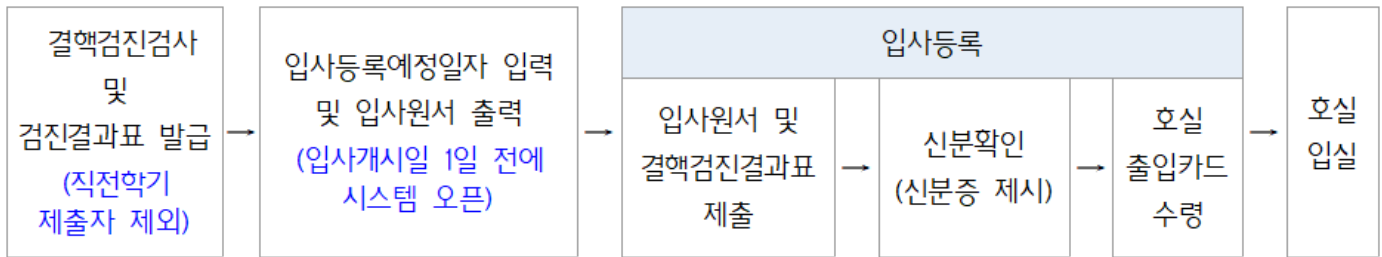 결핵검진검사
및
검진결과표 발급
(직전학기
제출자 제외)
→
입사등록예정일자 입력
및 입사원서 출력
(입사개시일 1일 전에
시스템 오픈)
→
입사등록
입사원서 및
결핵검진결과표
제출
→
신분확인
(신분증 제시)
→
호실
출입카드
수령
→
호실
입실